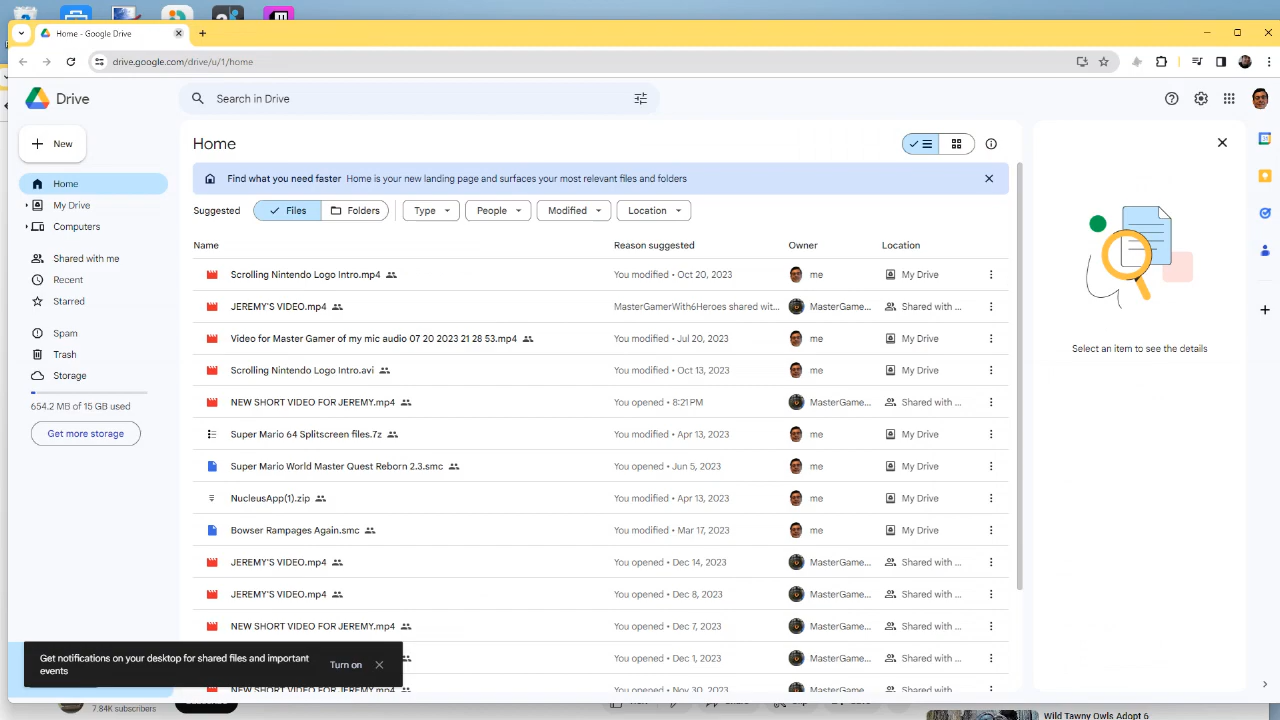 Home - Google Drive
drive.google.com/drive/u/1/home
Drive
Search in Drive
New
Home
My Drive
Computers
Shared with me
Recent
Starred
Spam
Trash
Storage
654.2 MB of 15 GB used
Get more storage
Home
Find what you need faster Home is your new landing page and surfaces your most relevant files and folders
Suggested Files Folders Type People Modified Location
Name Reason suggested Owner Location
Scrolling Nintendo Logo Intro.mp4 You modified • Oct 20, 2023 me My Drive
JEREMY'S VIDEO.mp4 MasterGamerWith6Heroes shared wit... MasterGame... Shared with ...
Video for Master Gamer of my mic audio 07 20 2023 21 28 53.mp4 You modified • Jul 20, 2023 me My Drive
Scrolling Nintendo Logo Intro.avi You modified • Oct 13, 2023 me My Drive
NEW SHORT VIDEO FOR JEREMY.mp4 You opened • 8:21 PM MasterGame... Shared with ...
Super Mario 64 Splitscreen files.7z You modified • Apr 13, 2023 me My Drive
Super Mario World Master Quest Reborn 2.3.smc You opened • Jun 5, 2023 me My Drive
NucleusApp(1).zip You modified • Apr 13, 2023 me My Drive
Bowser Rampages Again.smc You modified • Mar 17, 2023 me My Drive
JEREMY'S VIDEO.mp4 You opened • Dec 14, 2023 MasterGame... Shared with ...
JEREMY'S VIDEO.mp4 You opened • Dec 8, 2023 MasterGame... Shared with ...
NEW SHORT VIDEO FOR JEREMY.mp4 You opened • Dec 7, 2023 MasterGame... Shared with ...
You opened • Dec 1, 2023 MasterGame... Shared with ...
NEW SHORT VIDEO FOR JEREMY.mp4 You opened • Nov 30, 2023 MasterGame... Shared with ...
Select an item to see the details
Get notifications on your desktop for shared files and important
events
Turn on
7.84K subscribers
Wild Tawny Owls Adopt 6